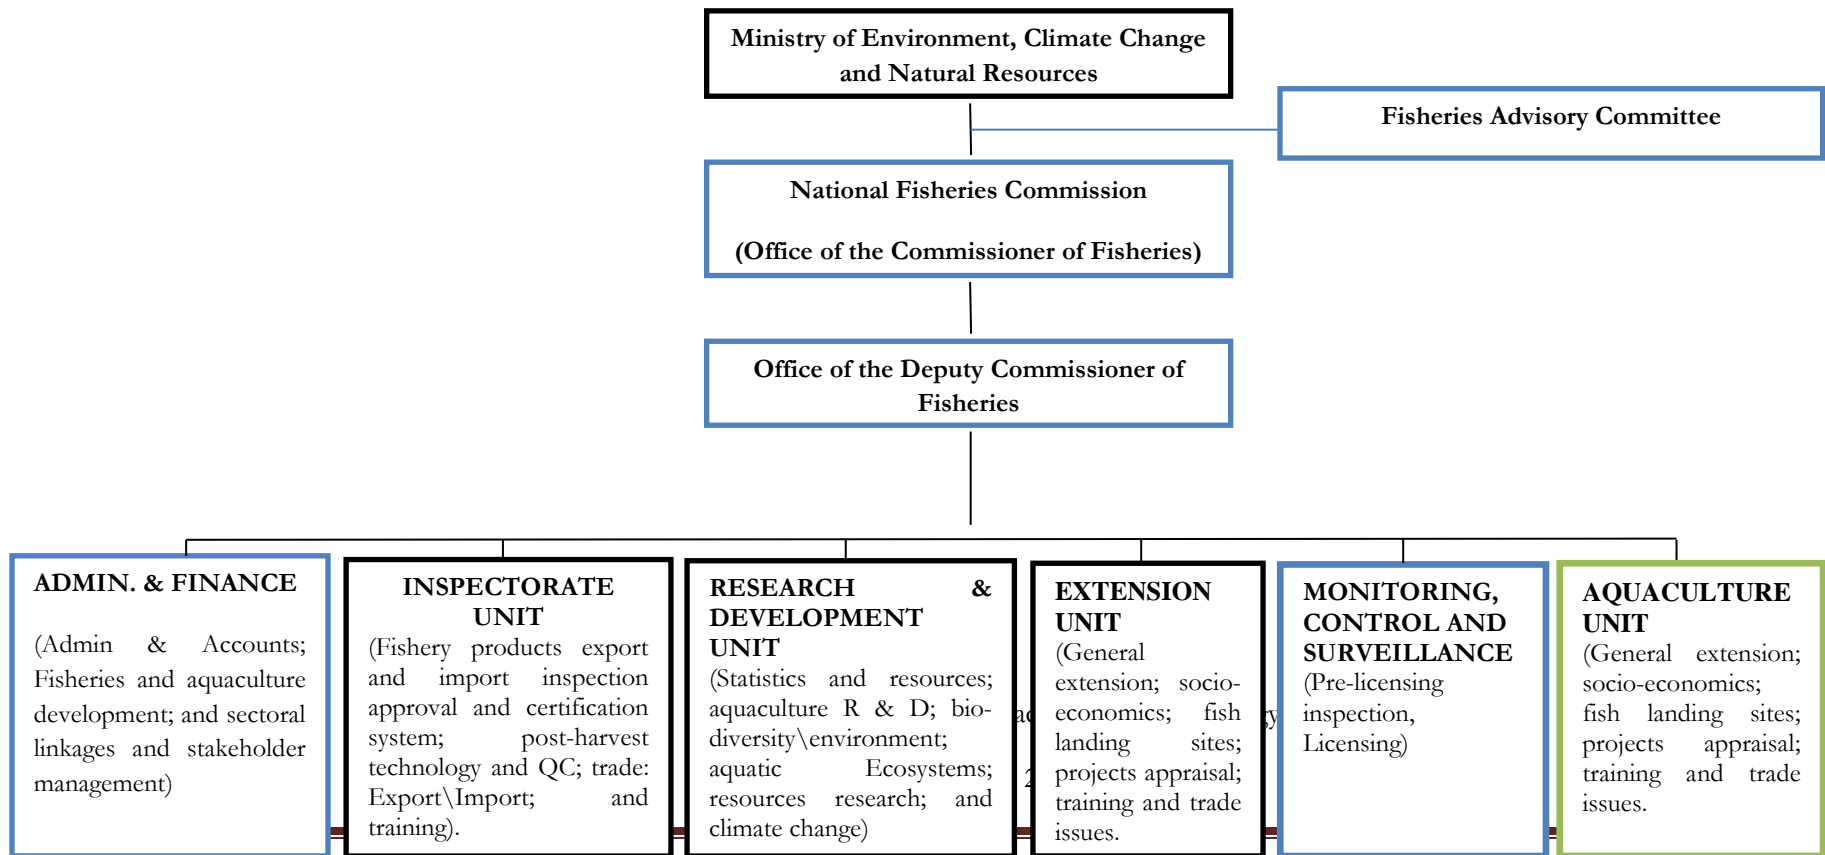 Ministry of Environment, Climate Change
and Natural Resources
Fisheries Advisory Committee
National Fisheries Commission
(Office of the Commissioner of Fisheries)
Office of the Deputy Commissioner of
Fisheries
ADMIN. & FINANCE
(Admin & Accounts;
Fisheries and aquaculture
development; and sectoral
linkages and stakeholder
management)
INSPECTORATE
UNIT
(Fishery products export
and import inspection
approval and certification
system; post-harvest
technology and QC; trade:
Export\Import; and
training).
RESEARCH &
DEVELOPMENT
UNIT
(Statistics and resources;
aquaculture R & D; bio-
diversity\environment;
aquatic Ecosystems;
resources research; and
climate change)
EXTENSION
UNIT
(General
extension; socio-
economics; fish
landing sites;
projects appraisal;
training and trade
issues.
MONITORING,
CONTROL AND
SURVEILLANCE
(Pre-licensing
inspection,
Licensing)
AQUACULTURE
UNIT
(General extension;
socio-economics;
fish landing sites;
projects appraisal;
training and trade
issues.